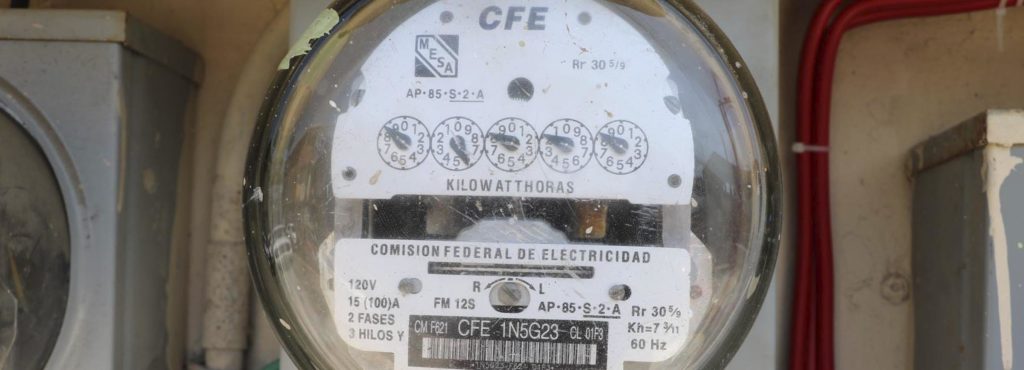 CFE
MESA
Rr 30 5/9
AP-85-S-2-A
KILOWATTHORAS
COMISION FEDERAL DE ELECTRICIDAD
R L
120V
15 (100)A FM 12S AP-85-S-2-A Rr 30 5/9
2 FASES CM F621 CFE 1N5G23 CL 01F3 Kh=7 3/11
3 HILOS Y 60 Hz